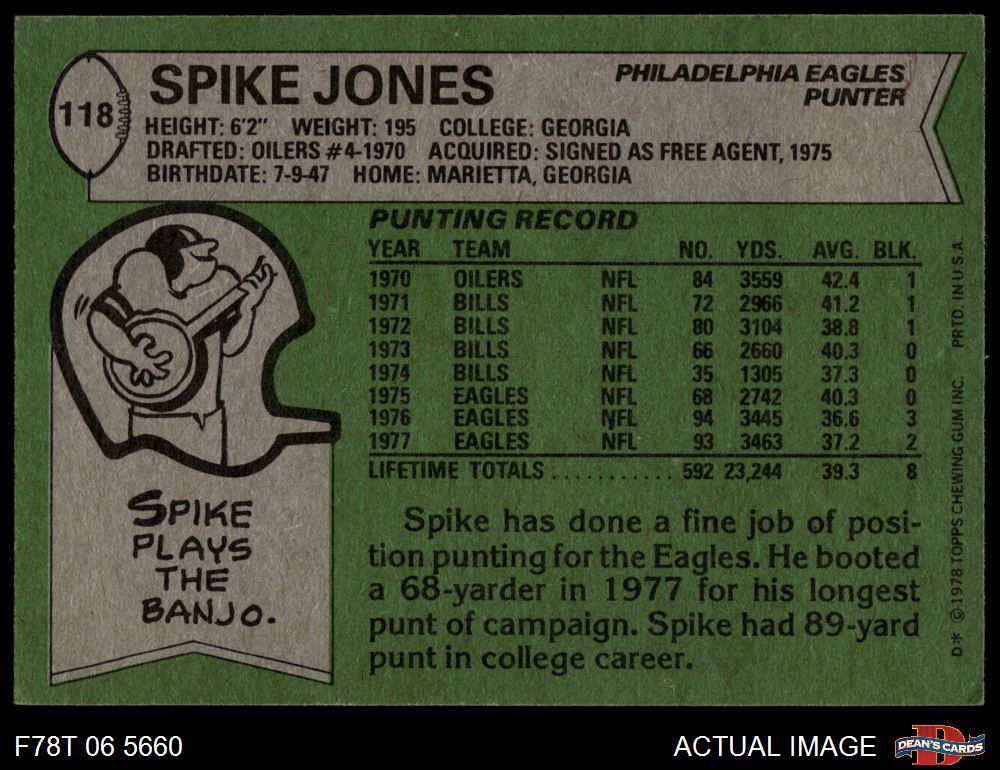 118
SPIKE JONES
PHILADELPHIA EAGLES
PUNTER
HEIGHT: 6'2" WEIGHT: 195 COLLEGE: GEORGIA
DRAFTED: OILERS #4-1970 ACQUIRED: SIGNED AS FREE AGENT, 1975
BIRTHDATE: 7-9-47 HOME: MARIETTA, GEORGIA
PUNTING RECORD
YEAR TEAM NO. YDS. AVG. BLK.
1970 OILERS NFL 84 3559 42.4 1
1971 BILLS NFL 72 2966 41.2 1
1972 BILLS NFL 80 3104 38.8 1
1973 BILLS NFL 66 2660 40.3 0
1974 BILLS NFL 35 1305 37.3 0
1975 EAGLES NFL 68 2742 40.3 0
1976 EAGLES NFL 94 3445 36.6 3
1977 EAGLES NFL 93 3463 37.2 2
LIFETIME TOTALS ........... 592 23,244 39.3 8
Spike has done a fine job of posi-
tion punting for the Eagles. He booted
a 68-yarder in 1977 for his longest
punt of campaign. Spike had 89-yard
punt in college career.
SPIKE
PLAYS
THE
BANJO.
D** © 1978 TOPPS CHEWING GUM INC. PRTD. IN U.S.A.
F78T 06 5660
ACTUAL IMAGE
D
DEAN'S CARDS